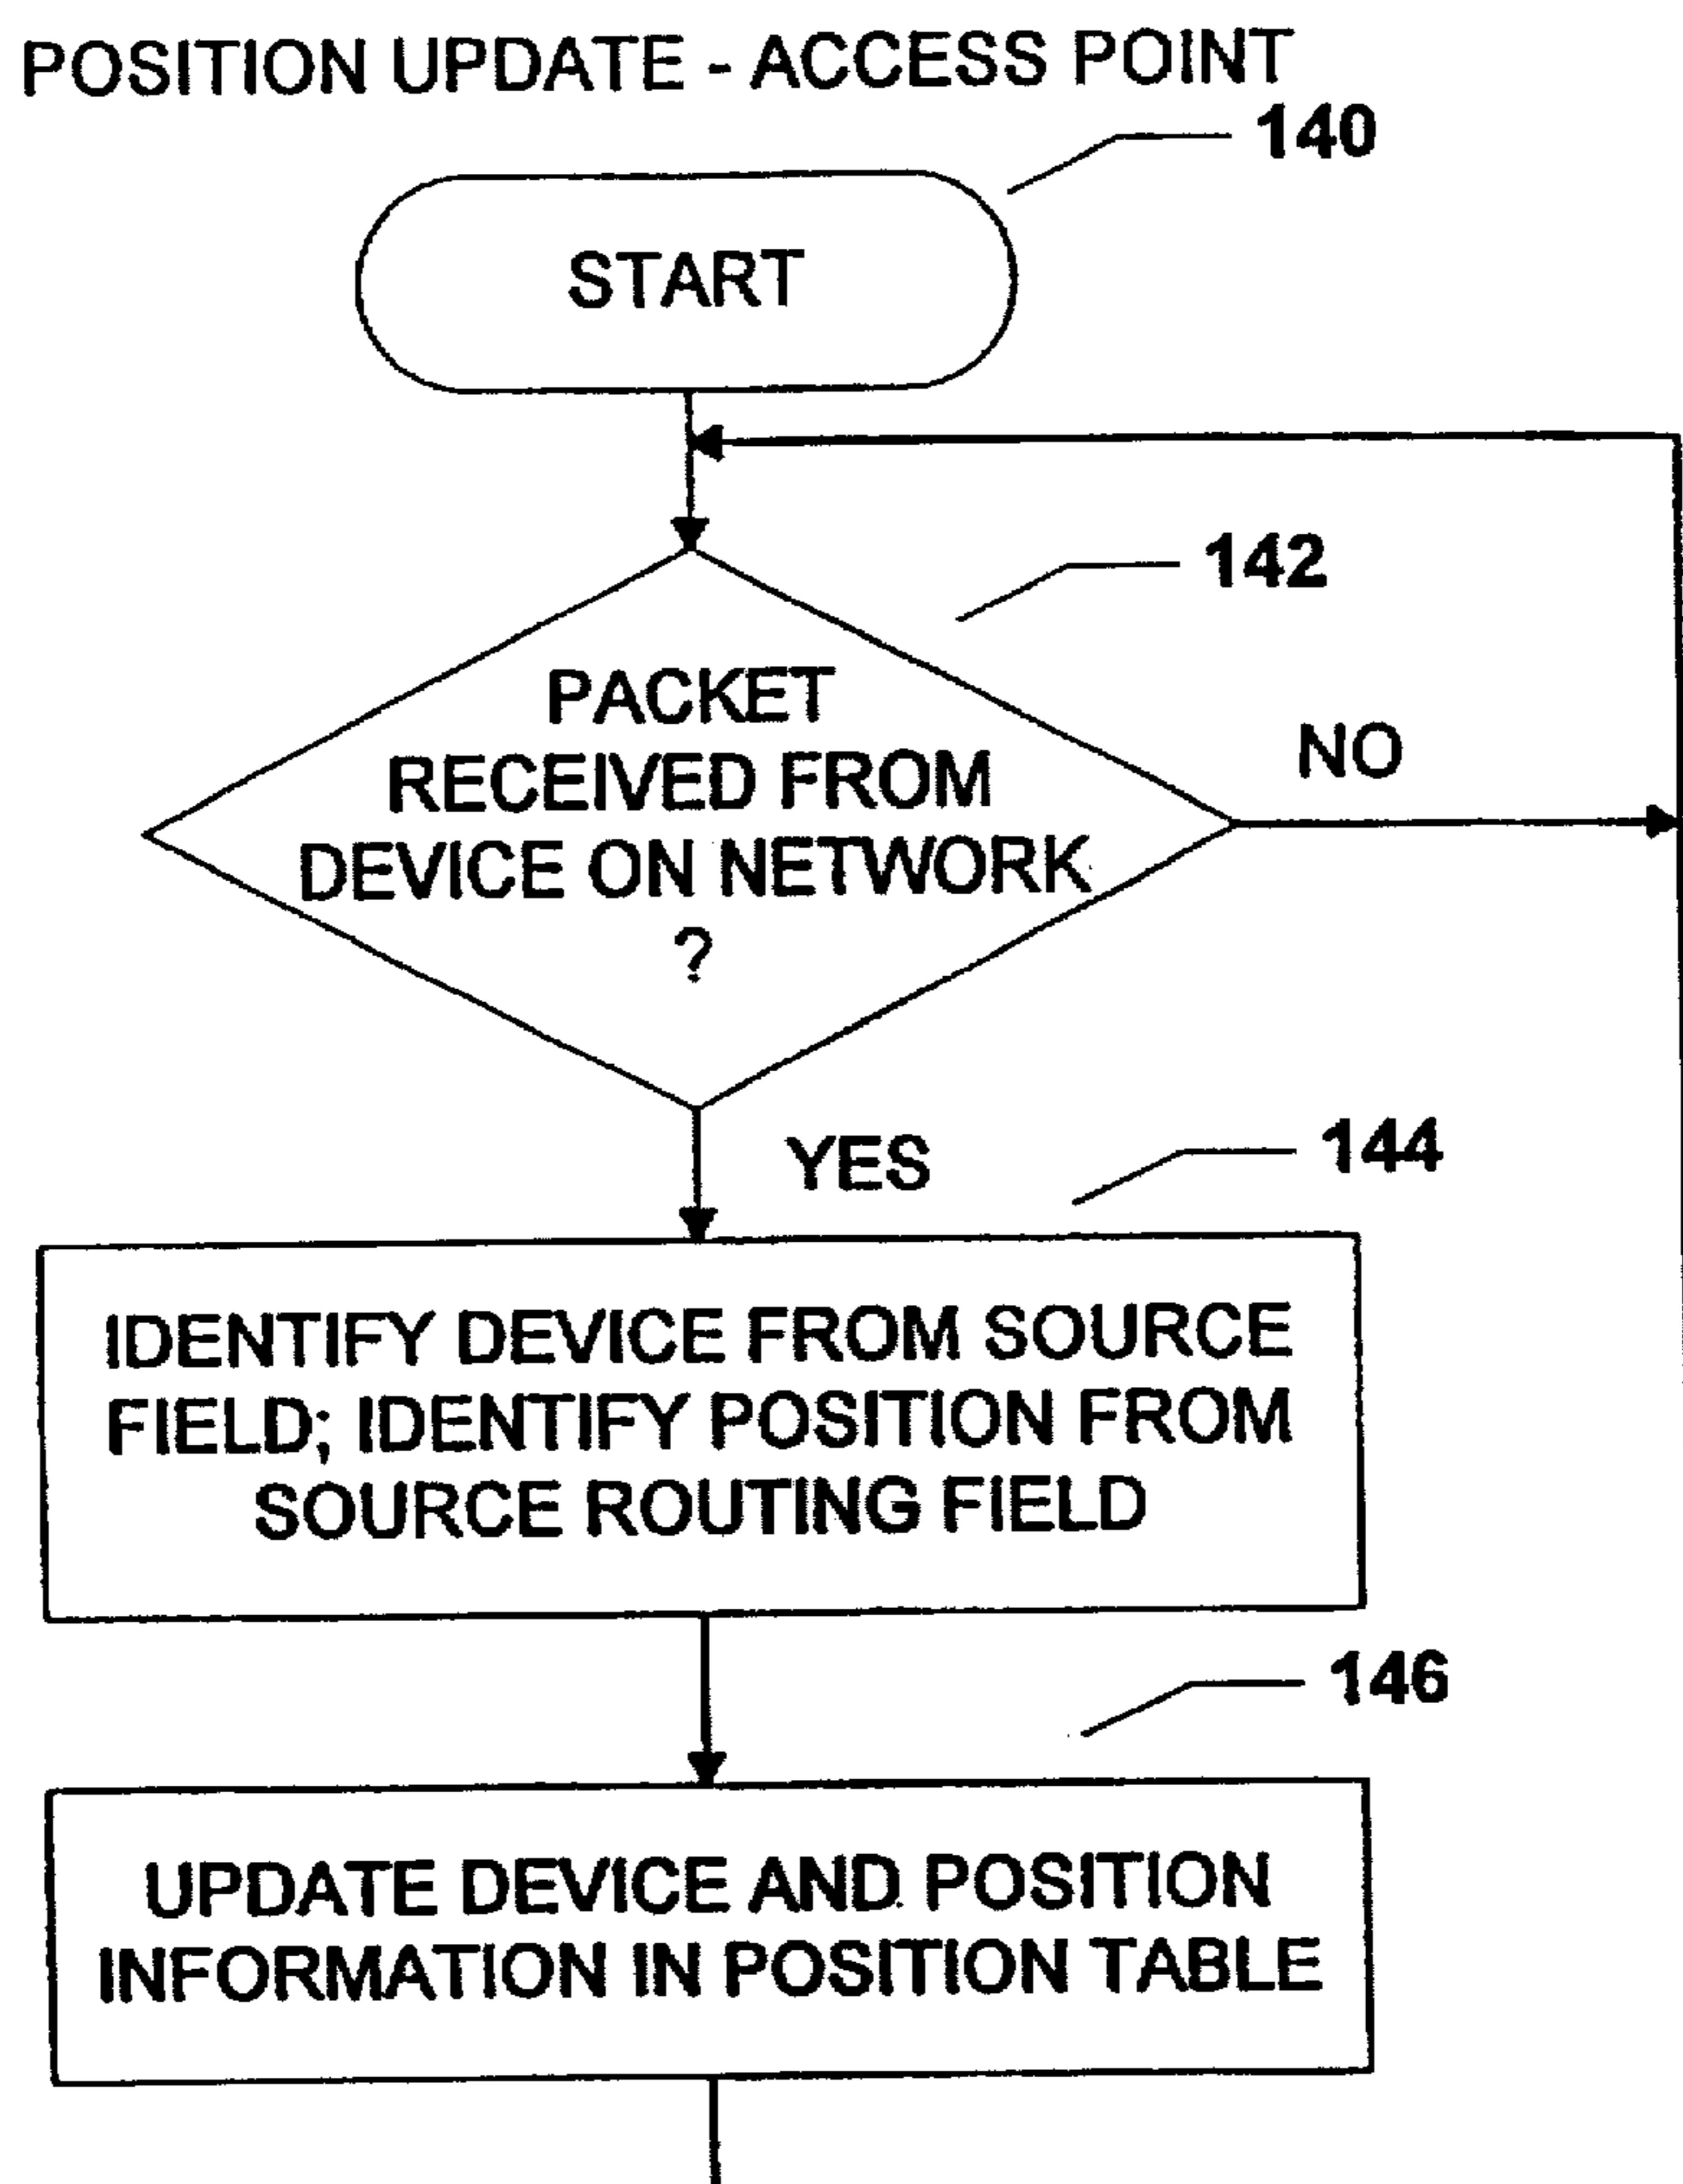 POSITION UPDATE - ACCESS POINT
140
START
142
PACKET
RECEIVED FROM
DEVICE ON NETWORK
?
NO
YES
144
IDENTIFY DEVICE FROM SOURCE
FIELD; IDENTIFY POSITION FROM
SOURCE ROUTING FIELD
146
UPDATE DEVICE AND POSITION
INFORMATION IN POSITION TABLE